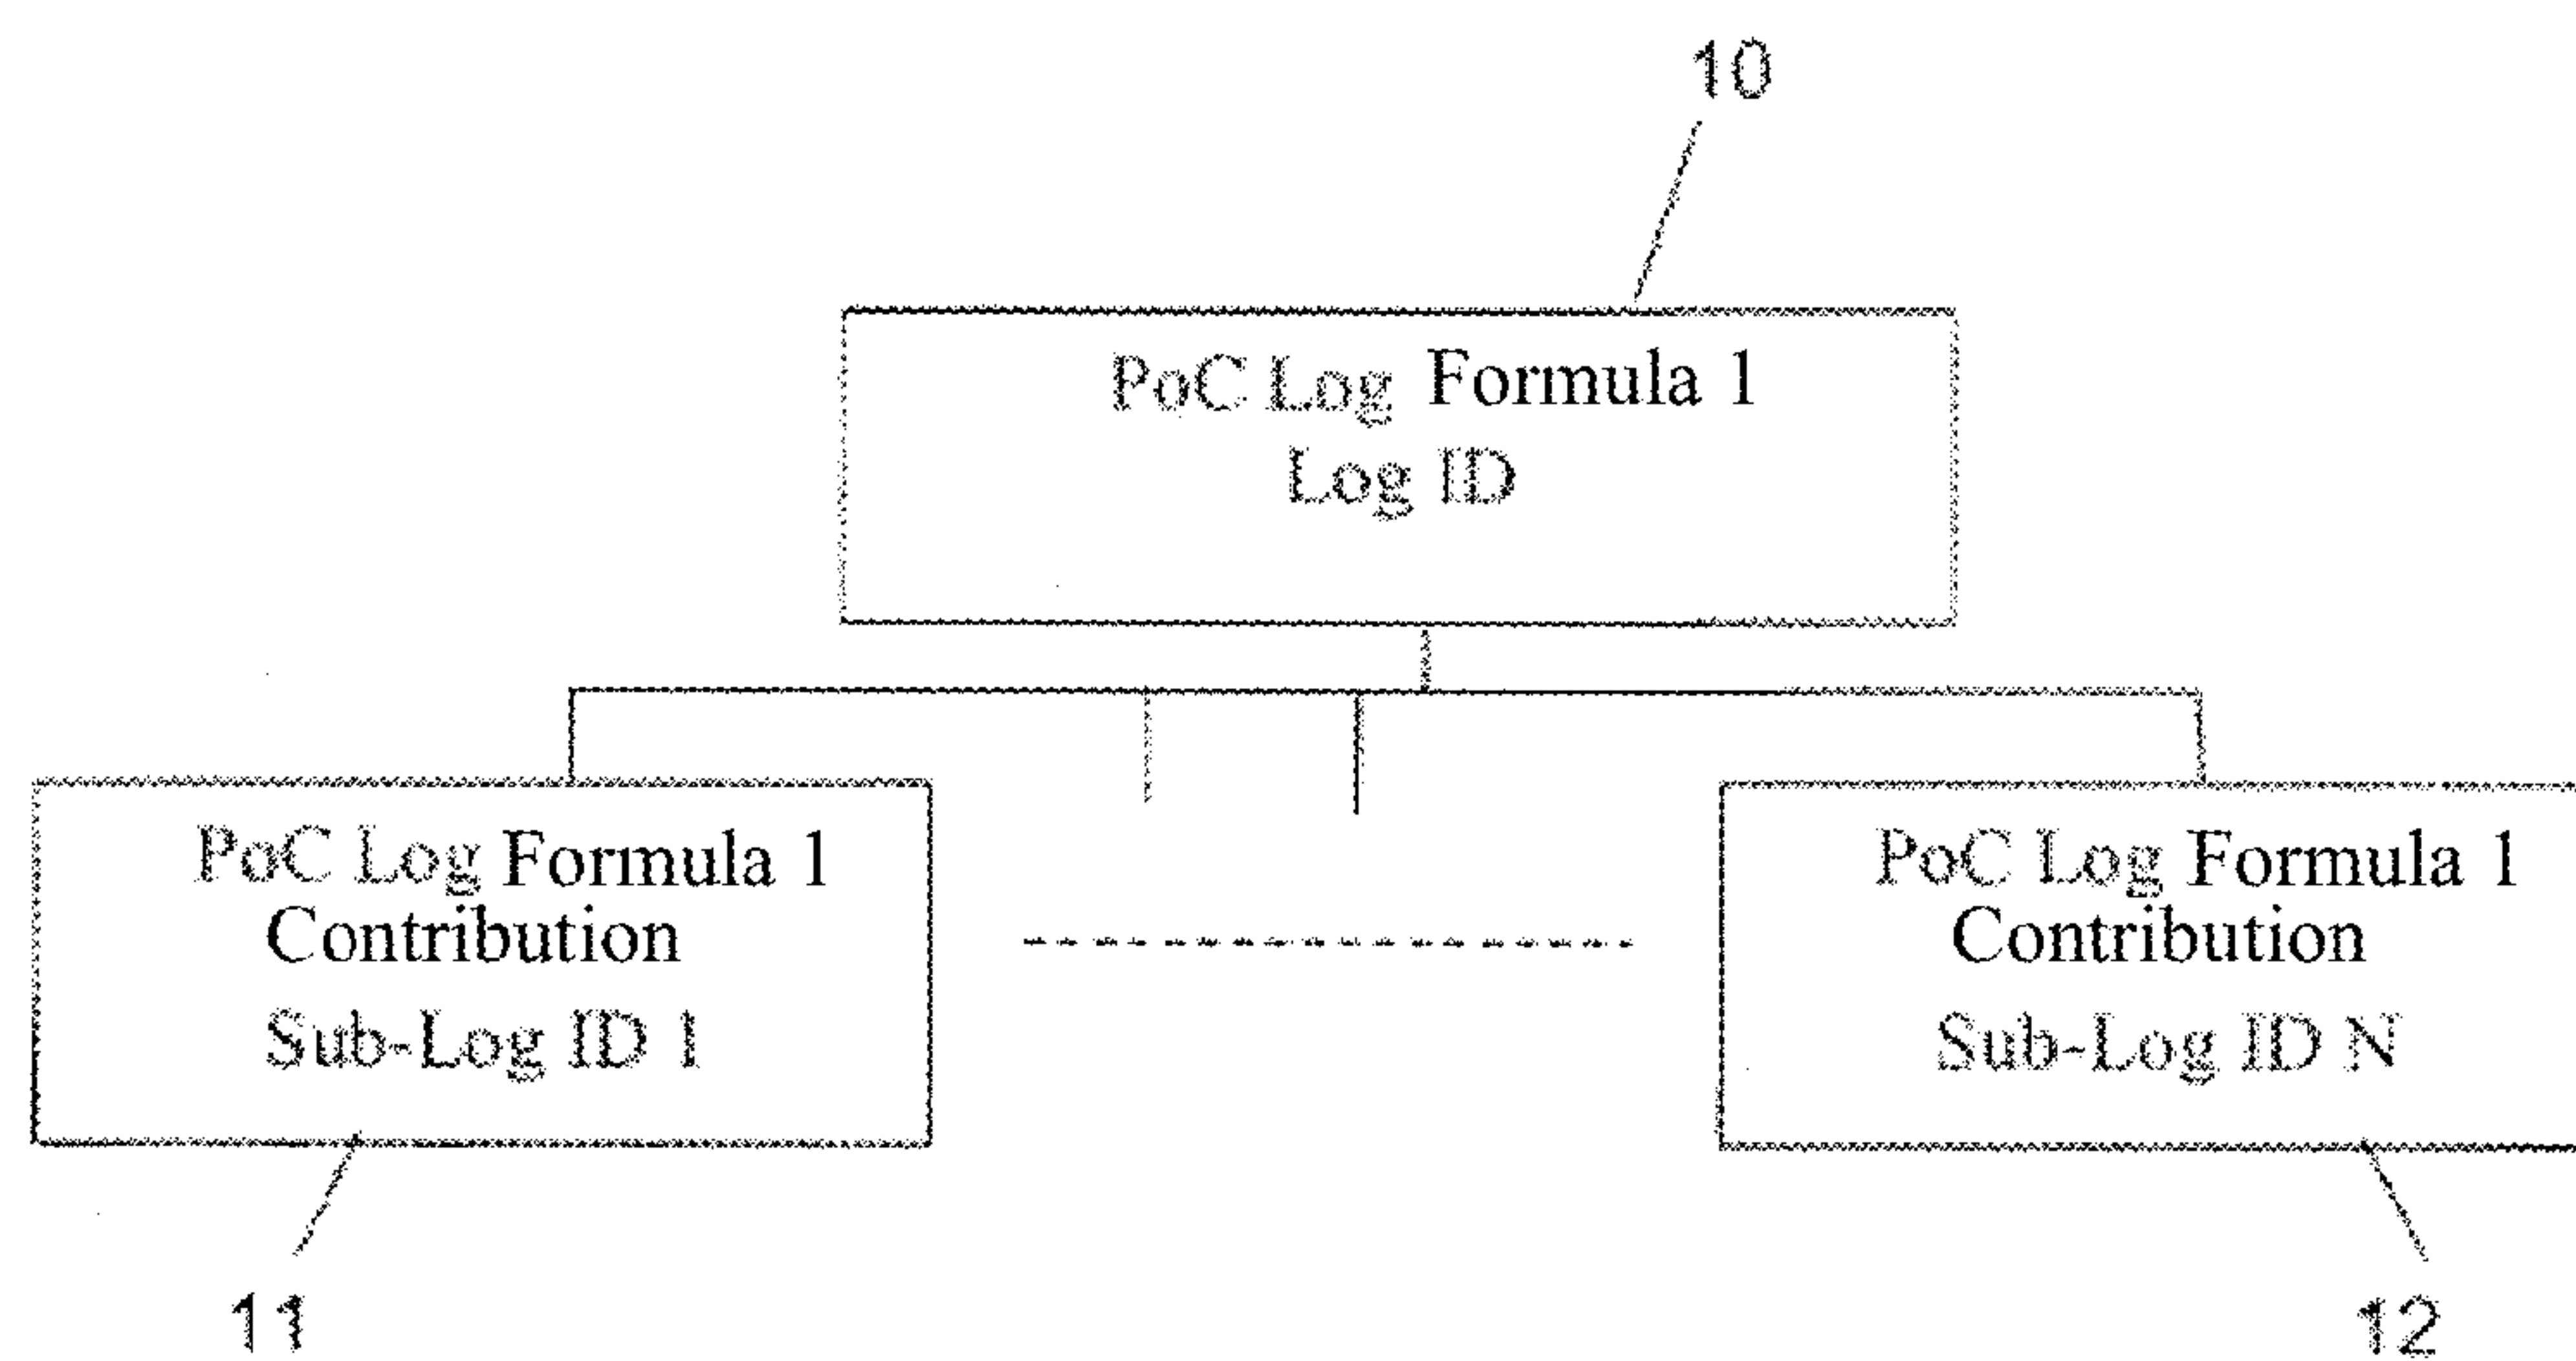 10
PoC Log Formula 1
Log ID
PoC Log Formula 1
Contribution
Sub-Log ID 1
PoC Log Formula 1
Contribution
Sub-Log ID N
11
12